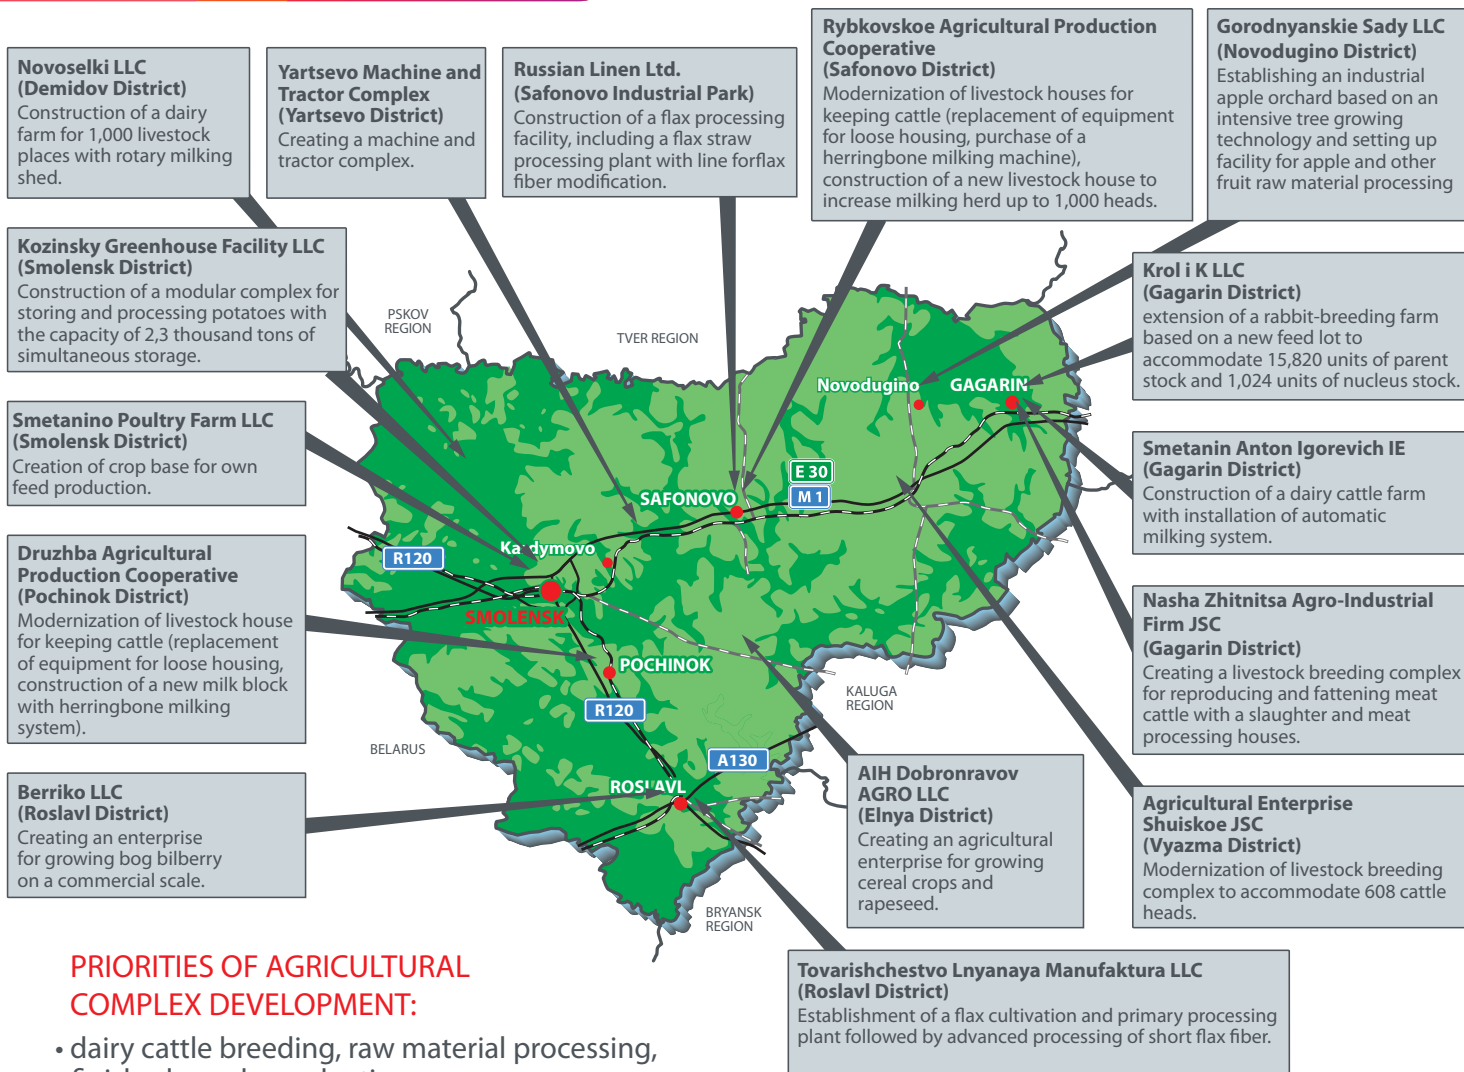 Novoselki LLC
(Demidov District)
Construction of a dairy
farm for 1,000 livestock
places with rotary milking
shed.
Yartsevo Machine and
Tractor Complex
(Yartsevo District)
Creating a machine and
tractor complex.
Russian Linen Ltd.
(Safonovo Industrial Park)
Construction of a flax processing
facility, including a flax straw
processing plant with line forflax
fiber modification.
Rybkovskoe Agricultural Production
Cooperative
(Safonovo District)
Modernization of livestock houses for
keeping cattle (replacement of equipment
for loose housing, purchase of a
herringbone milking machine),
construction of a new livestock house to
increase milking herd up to 1,000 heads.
Gorodnyanskie Sady LLC
(Novodugino District)
Establishing an industrial
apple orchard based on an
intensive tree growing
technology and setting up
facility for apple and other
fruit raw material processing
Kozinsky Greenhouse Facility LLC
(Smolensk District)
Construction of a modular complex for
storing and processing potatoes with
the capacity of 2,3 thousand tons of
simultaneous storage.
Smetanino Poultry Farm LLC
(Smolensk District)
Creation of crop base for own
feed production.
Druzhba Agricultural
Production Cooperative
(Pochinok District)
Modernization of livestock house
for keeping cattle (replacement
of equipment for loose housing,
construction of a new milk block
with herringbone milking
system).
Berriko LLC
(Roslavl District)
Creating an enterprise
for growing bog bilberry
on a commercial scale.
PSKOV
REGION
TVER REGION
Novodugino
GAGARIN
E 30
M 1
SAFONOVO
Kardymovo
R120
SMOLENSK
POCHINOK
R120
KALUGA
REGION
BELARUS
A130
ROSLAVL
BRYANSK
REGION
Krol i K LLC
(Gagarin District)
extension of a rabbit-breeding farm
based on a new feed lot to
accommodate 15,820 units of parent
stock and 1,024 units of nucleus stock.
Smetanin Anton Igorevich IE
(Gagarin District)
Construction of a dairy cattle farm
with installation of automatic
milking system.
Nasha Zhitnitsa Agro-Industrial
Firm JSC
(Gagarin District)
Creating a livestock breeding complex
for reproducing and fattening meat
cattle with a slaughter and meat
processing houses.
AIH Dobronravov
AGRO LLC
(Elnya District)
Creating an agricultural
enterprise for growing
cereal crops and
rapeseed.
Agricultural Enterprise
Shuiskoe JSC
(Vyazma District)
Modernization of livestock breeding
complex to accommodate 608 cattle
heads.
Tovarishchestvo Lnyanaya Manufaktura LLC
(Roslavl District)
Establishment of a flax cultivation and primary processing
plant followed by advanced processing of short flax fiber.
PRIORITIES OF AGRICULTURAL
COMPLEX DEVELOPMENT:
• dairy cattle breeding, raw material processing,